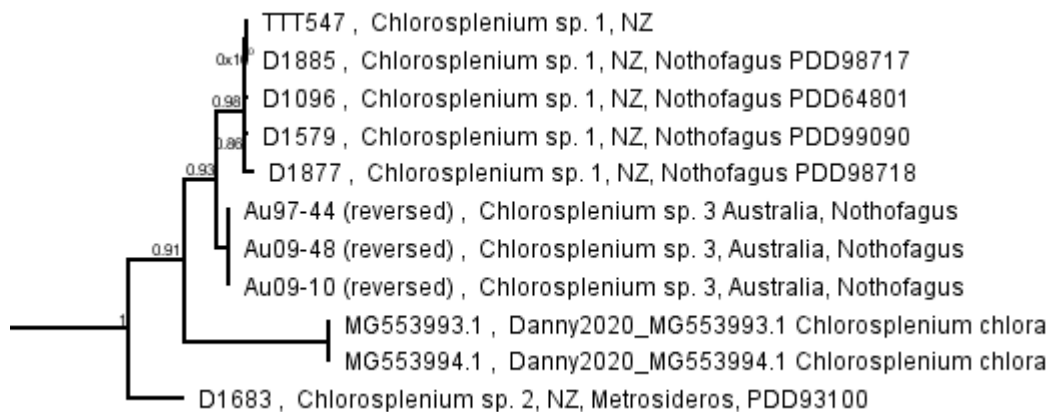 TTT547 , Chlorosplenium sp. 1, NZ
D1885 , Chlorosplenium sp. 1, NZ, Nothofagus PDD98717
0.98
D1096 , Chlorosplenium sp. 1, NZ, Nothofagus PDD64801
0.86
D1579 , Chlorosplenium sp. 1, NZ, Nothofagus PDD99090
0.93
D1877 , Chlorosplenium sp. 1, NZ, Nothofagus PDD98718
Au97-44 (reversed) , Chlorosplenium sp. 3 Australia, Nothofagus
0.91
Au09-48 (reversed) , Chlorosplenium sp. 3, Australia, Nothofagus
Au09-10 (reversed) , Chlorosplenium sp. 3, Australia, Nothofagus
1
MG553993.1 , Danny2020_MG553993.1 Chlorosplenium chlora
MG553994.1 , Danny2020_MG553994.1 Chlorosplenium chlora
D1683 , Chlorosplenium sp. 2, NZ, Metrosideros, PDD93100